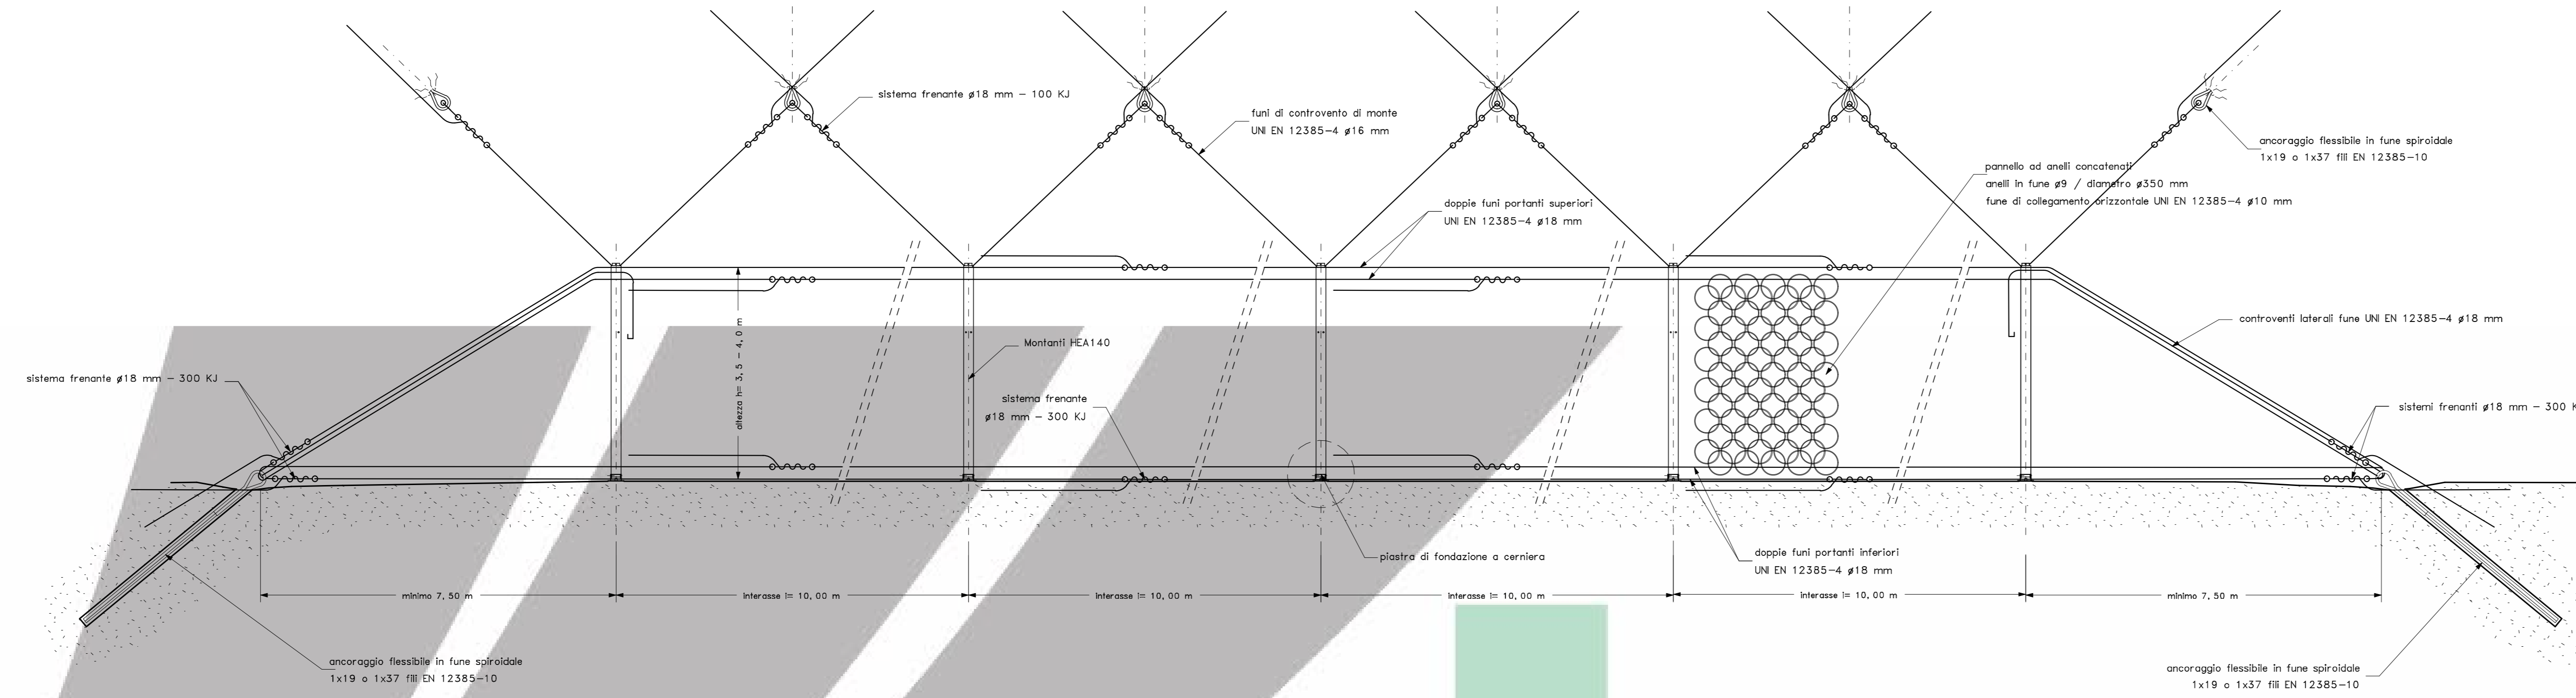 sistema frenante ø18 mm – 100 KJ
funi di controvento di monte
UNI EN 12385–4 ø16 mm
ancoraggio flessibile in fune spiroidale
1x19 o 1x37 fili EN 12385–10
pannello ad anelli concatenati
anelli in fune ø9 / diametro ø350 mm
fune di collegamento orizzontale UNI EN 12385–4 ø10 mm
doppie funi portanti superiori
UNI EN 12385–4 ø18 mm
controventi laterali fune UNI EN 12385–4 ø18 mm
Montanti HEA140
altezza h= 3, 5 – 4, 0 m
sistema frenante ø18 mm – 300 KJ
sistema frenante
ø18 mm – 300 KJ
sistemi frenanti ø18 mm – 300 K
piastra di fondazione a cerniera
doppie funi portanti inferiori
UNI EN 12385–4 ø18 mm
minimo 7, 50 m
interasse i= 10, 00 m
interasse i= 10, 00 m
interasse i= 10, 00 m
interasse i= 10, 00 m
minimo 7, 50 m
ancoraggio flessibile in fune spiroidale
1x19 o 1x37 fili EN 12385–10
ancoraggio flessibile in fune spiroidale
1x19 o 1x37 fili EN 12385–10